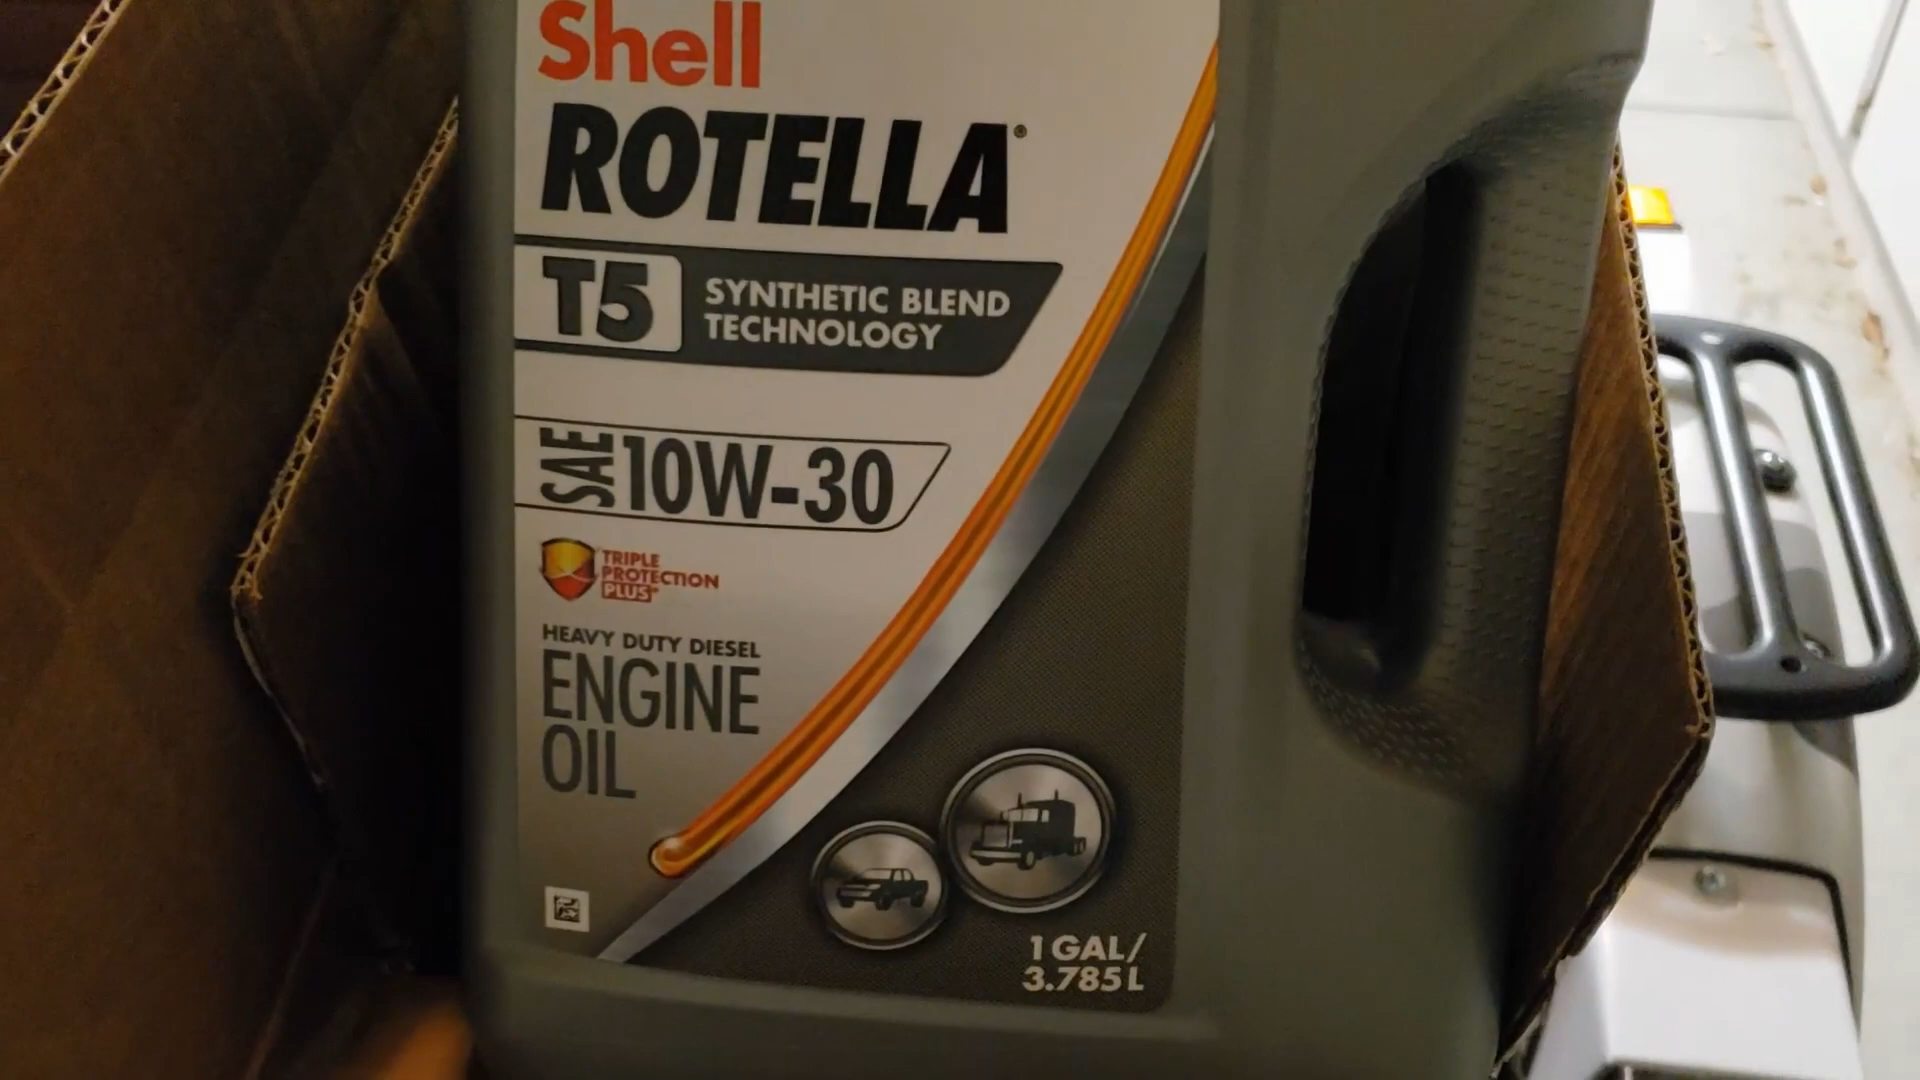 Shell
ROTELLA®
T5
SYNTHETIC BLEND
TECHNOLOGY
SAE 10W-30
TRIPLE
PROTECTION
PLUS
HEAVY DUTY DIESEL
ENGINE
OIL
1 GAL/
3.785 L